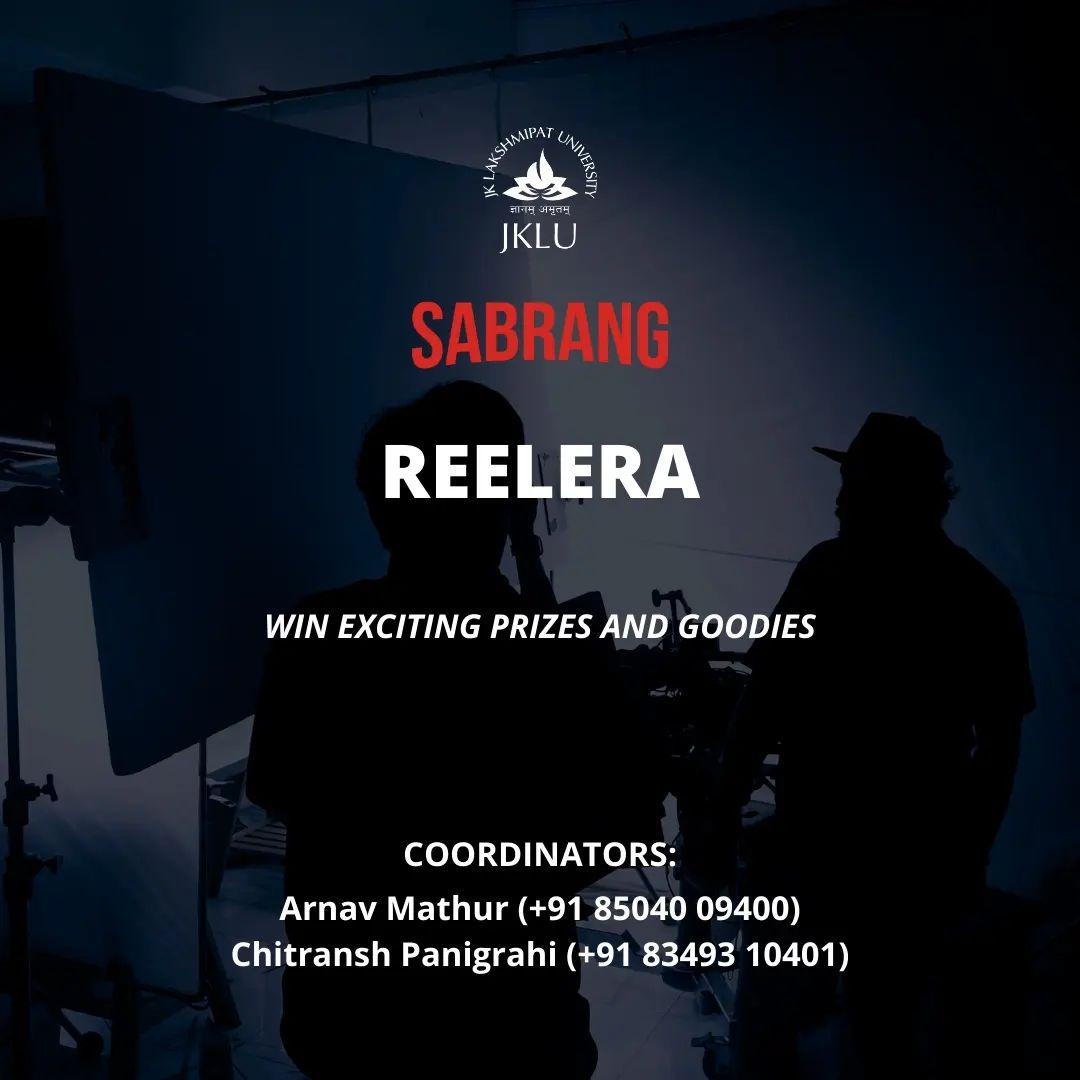 JK LAKSHMIPAT UNIVERSITY
ज्ञानम् अमृतम्
JKLU
SABRANG
REELERA
WIN EXCITING PRIZES AND GOODIES
COORDINATORS:
Arnav Mathur (+91 85040 09400)
Chitransh Panigrahi (+91 83493 10401)